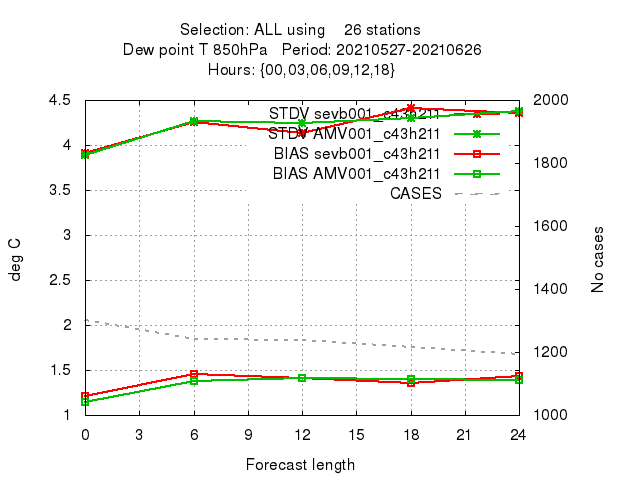 Selection: ALL using    26 stations
Dew point T 850hPa   Period: 20210527-20210626
Hours: {00,03,06,09,12,18}
STDV sevb001_c43h211
STDV AMV001_c43h211
BIAS sevb001_c43h211
BIAS AMV001_c43h211
CASES
4.5
4
3.5
3
2.5
2
1.5
1
deg C
2000
1800
1600
1400
1200
1000
No cases
0 3 6 9 12 15 18 21 24
Forecast length